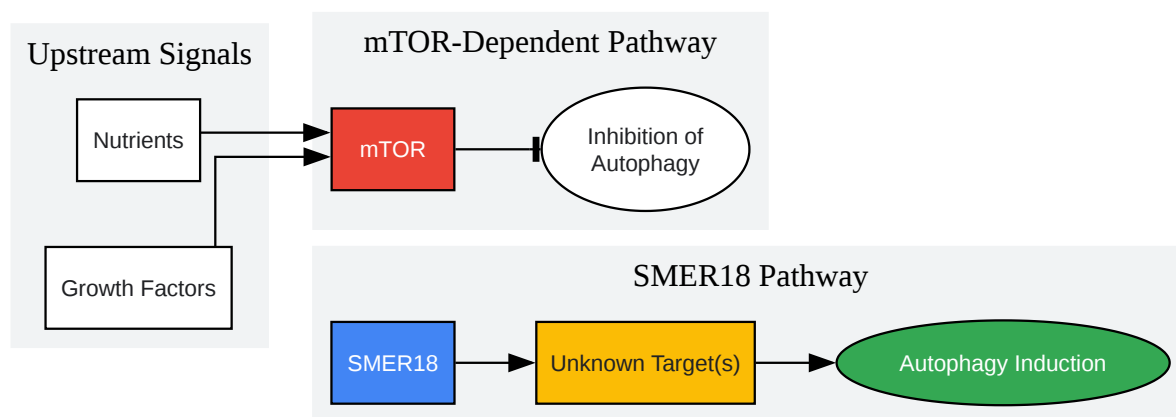 Upstream Signals
Nutrients
Growth Factors
mTOR-Dependent Pathway
mTOR
Inhibition of
Autophagy
SMER18 Pathway
SMER18
Unknown Target(s)
Autophagy Induction